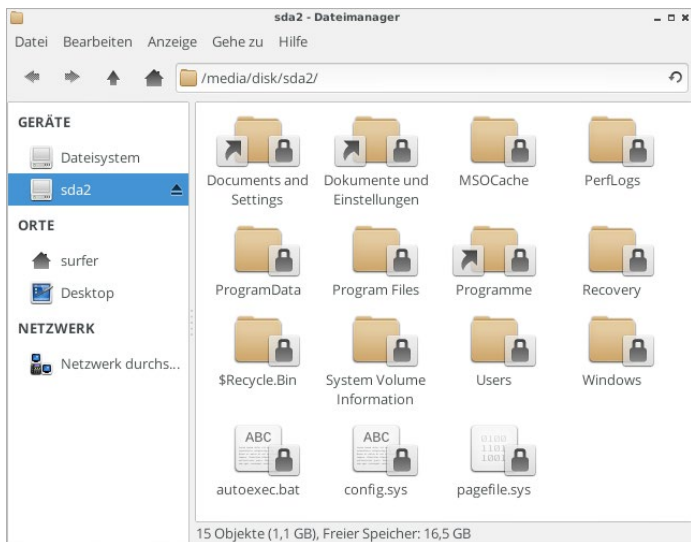 sda2 - Dateimanager
Datei Bearbeiten Anzeige Gehe zu Hilfe
/media/disk/sda2/
GERÄTE
Dateisystem
sda2
ORTE
surfer
Desktop
NETZWERK
Netzwerk durchs...
Documents and
Settings
Dokumente und
Einstellungen
MSOCache
PerfLogs
ProgramData
Program Files
Programme
Recovery
$Recycle.Bin
System Volume
Information
Users
Windows
ABC
autoexec.bat
ABC
config.sys
0100
1101
1001
pagefile.sys
15 Objekte (1,1 GB), Freier Speicher: 16,5 GB